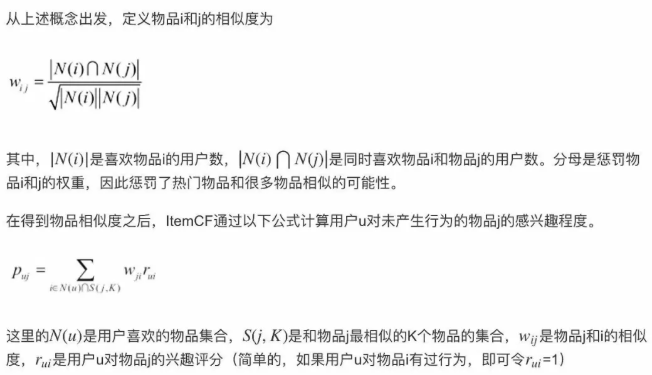 从上述概念出发，定义物品i和j的相似度为
w_{ij} = \frac{|N(i)\cap N(j)|}{\sqrt{|N(i)||N(j)|}}
其中，|N(i)|是喜欢物品i的用户数，|N(i)⋂N(j)|是同时喜欢物品i和物品j的用户数。分母是惩罚物
品i和j的权重，因此惩罚了热门物品和很多物品相似的可能性。
在得到物品相似度之后，ItemCF通过以下公式计算用户u对未产生行为的物品j的感兴趣程度。
p_{uj} = \sum_{i\in N(u)\cap S(j,K)} w_{ji} r_{ui}
这里的N(u)是用户喜欢的物品集合，S(j, K)是和物品j最相似的K个物品的集合，w_{ij}是物品j和i的相似
度，r_{ui}是用户u对物品j的兴趣评分（简单的，如果用户u对物品i有过行为，即可令r_{ui}=1）